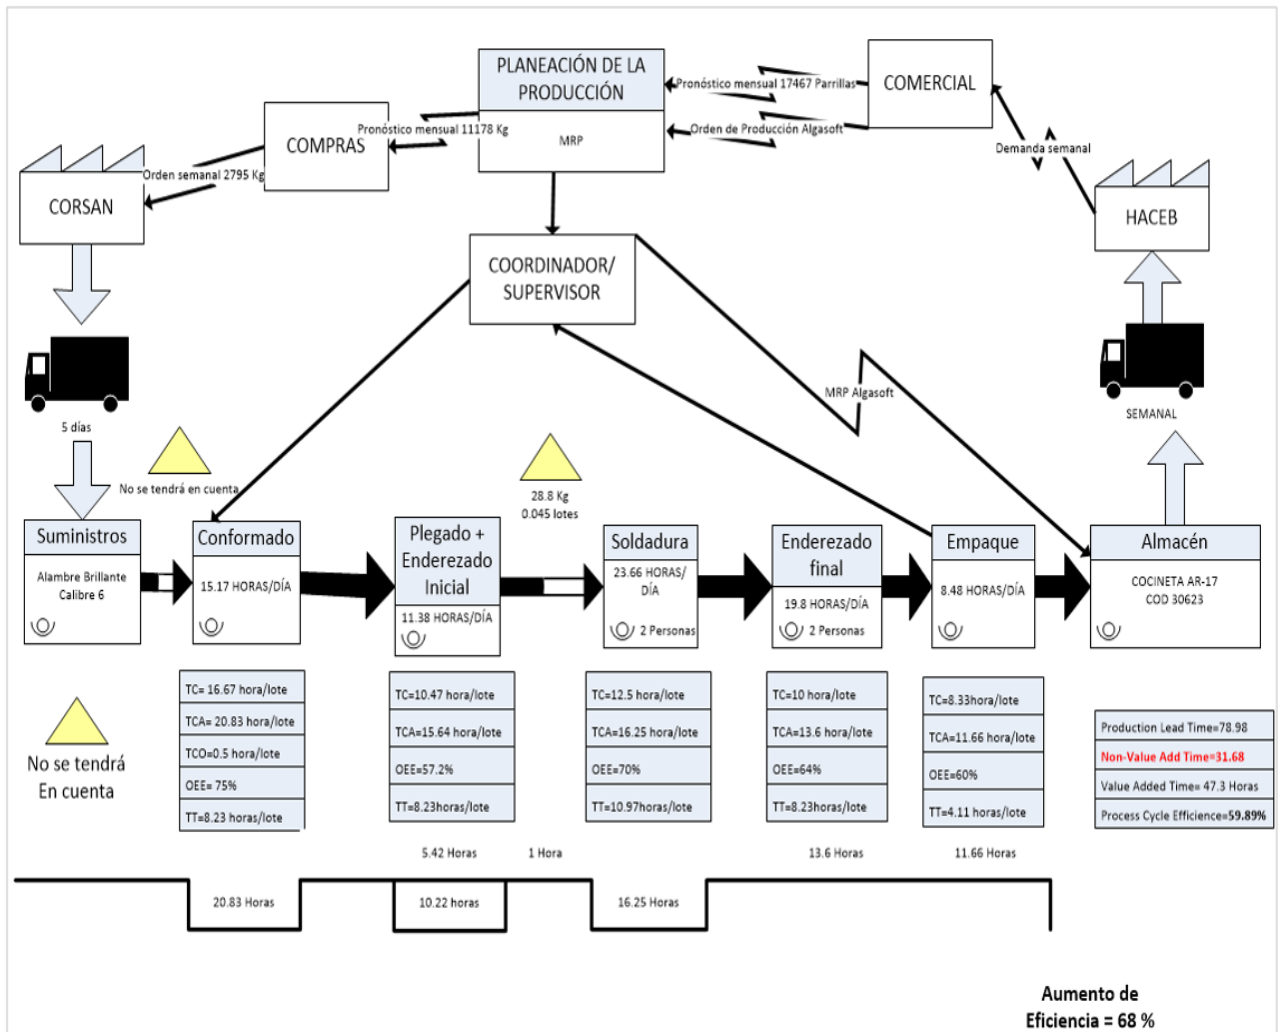 PLANEACIÓN DE LA
PRODUCCIÓN
MRP
COMERCIAL
Pronóstico mensual 17467 Parrillas
Orden de Producción Algasoft
Demanda semanal
HACEB
COMPRAS
Pronóstico mensual 11178 Kg
Orden semanal 2795 Kg
CORSAN
COORDINADOR/
SUPERVISOR
MRP Algasoft
5 días
SEMANAL
No se tendrá en cuenta
28.8 Kg
0.045 lotes
Suministros
Alambre Brillante
Calibre 6
Conformado
15.17 HORAS/DÍA
Plegado +
Enderezado
Inicial
11.38 HORAS/DÍA
Soldadura
23.66 HORAS/
DÍA
2 Personas
Enderezado
final
19.8 HORAS/DÍA
2 Personas
Empaque
8.48 HORAS/DÍA
Almacén
COCINETA AR-17
COD 30623
No se tendrá
En cuenta
TC= 16.67 hora/lote
TCA= 20.83 hora/lote
TCO=0.5 hora/lote
OEE= 75%
TT=8.23 horas/lote
TC=10.47 hora/lote
TCA=15.64 hora/lote
OEE=57.2%
TT=8.23horas/lote
TC=12.5 hora/lote
TCA=16.25 hora/lote
OEE=70%
TT=10.97horas/lote
TC=10 hora/lote
TCA=13.6 hora/lote
OEE=64%
TT=8.23horas/lote
TC=8.33hora/lote
TCA=11.66 hora/lote
OEE=60%
TT=4.11 horas/lote
Production Lead Time=78.98
Non-Value Add Time=31.68
Value Added Time= 47.3 Horas
Process Cycle Efficience=59.89%
5.42 Horas
1 Hora
13.6 Horas
11.66 Horas
20.83 Horas
10.22 horas
16.25 Horas
Aumento de
Eficiencia = 68 %